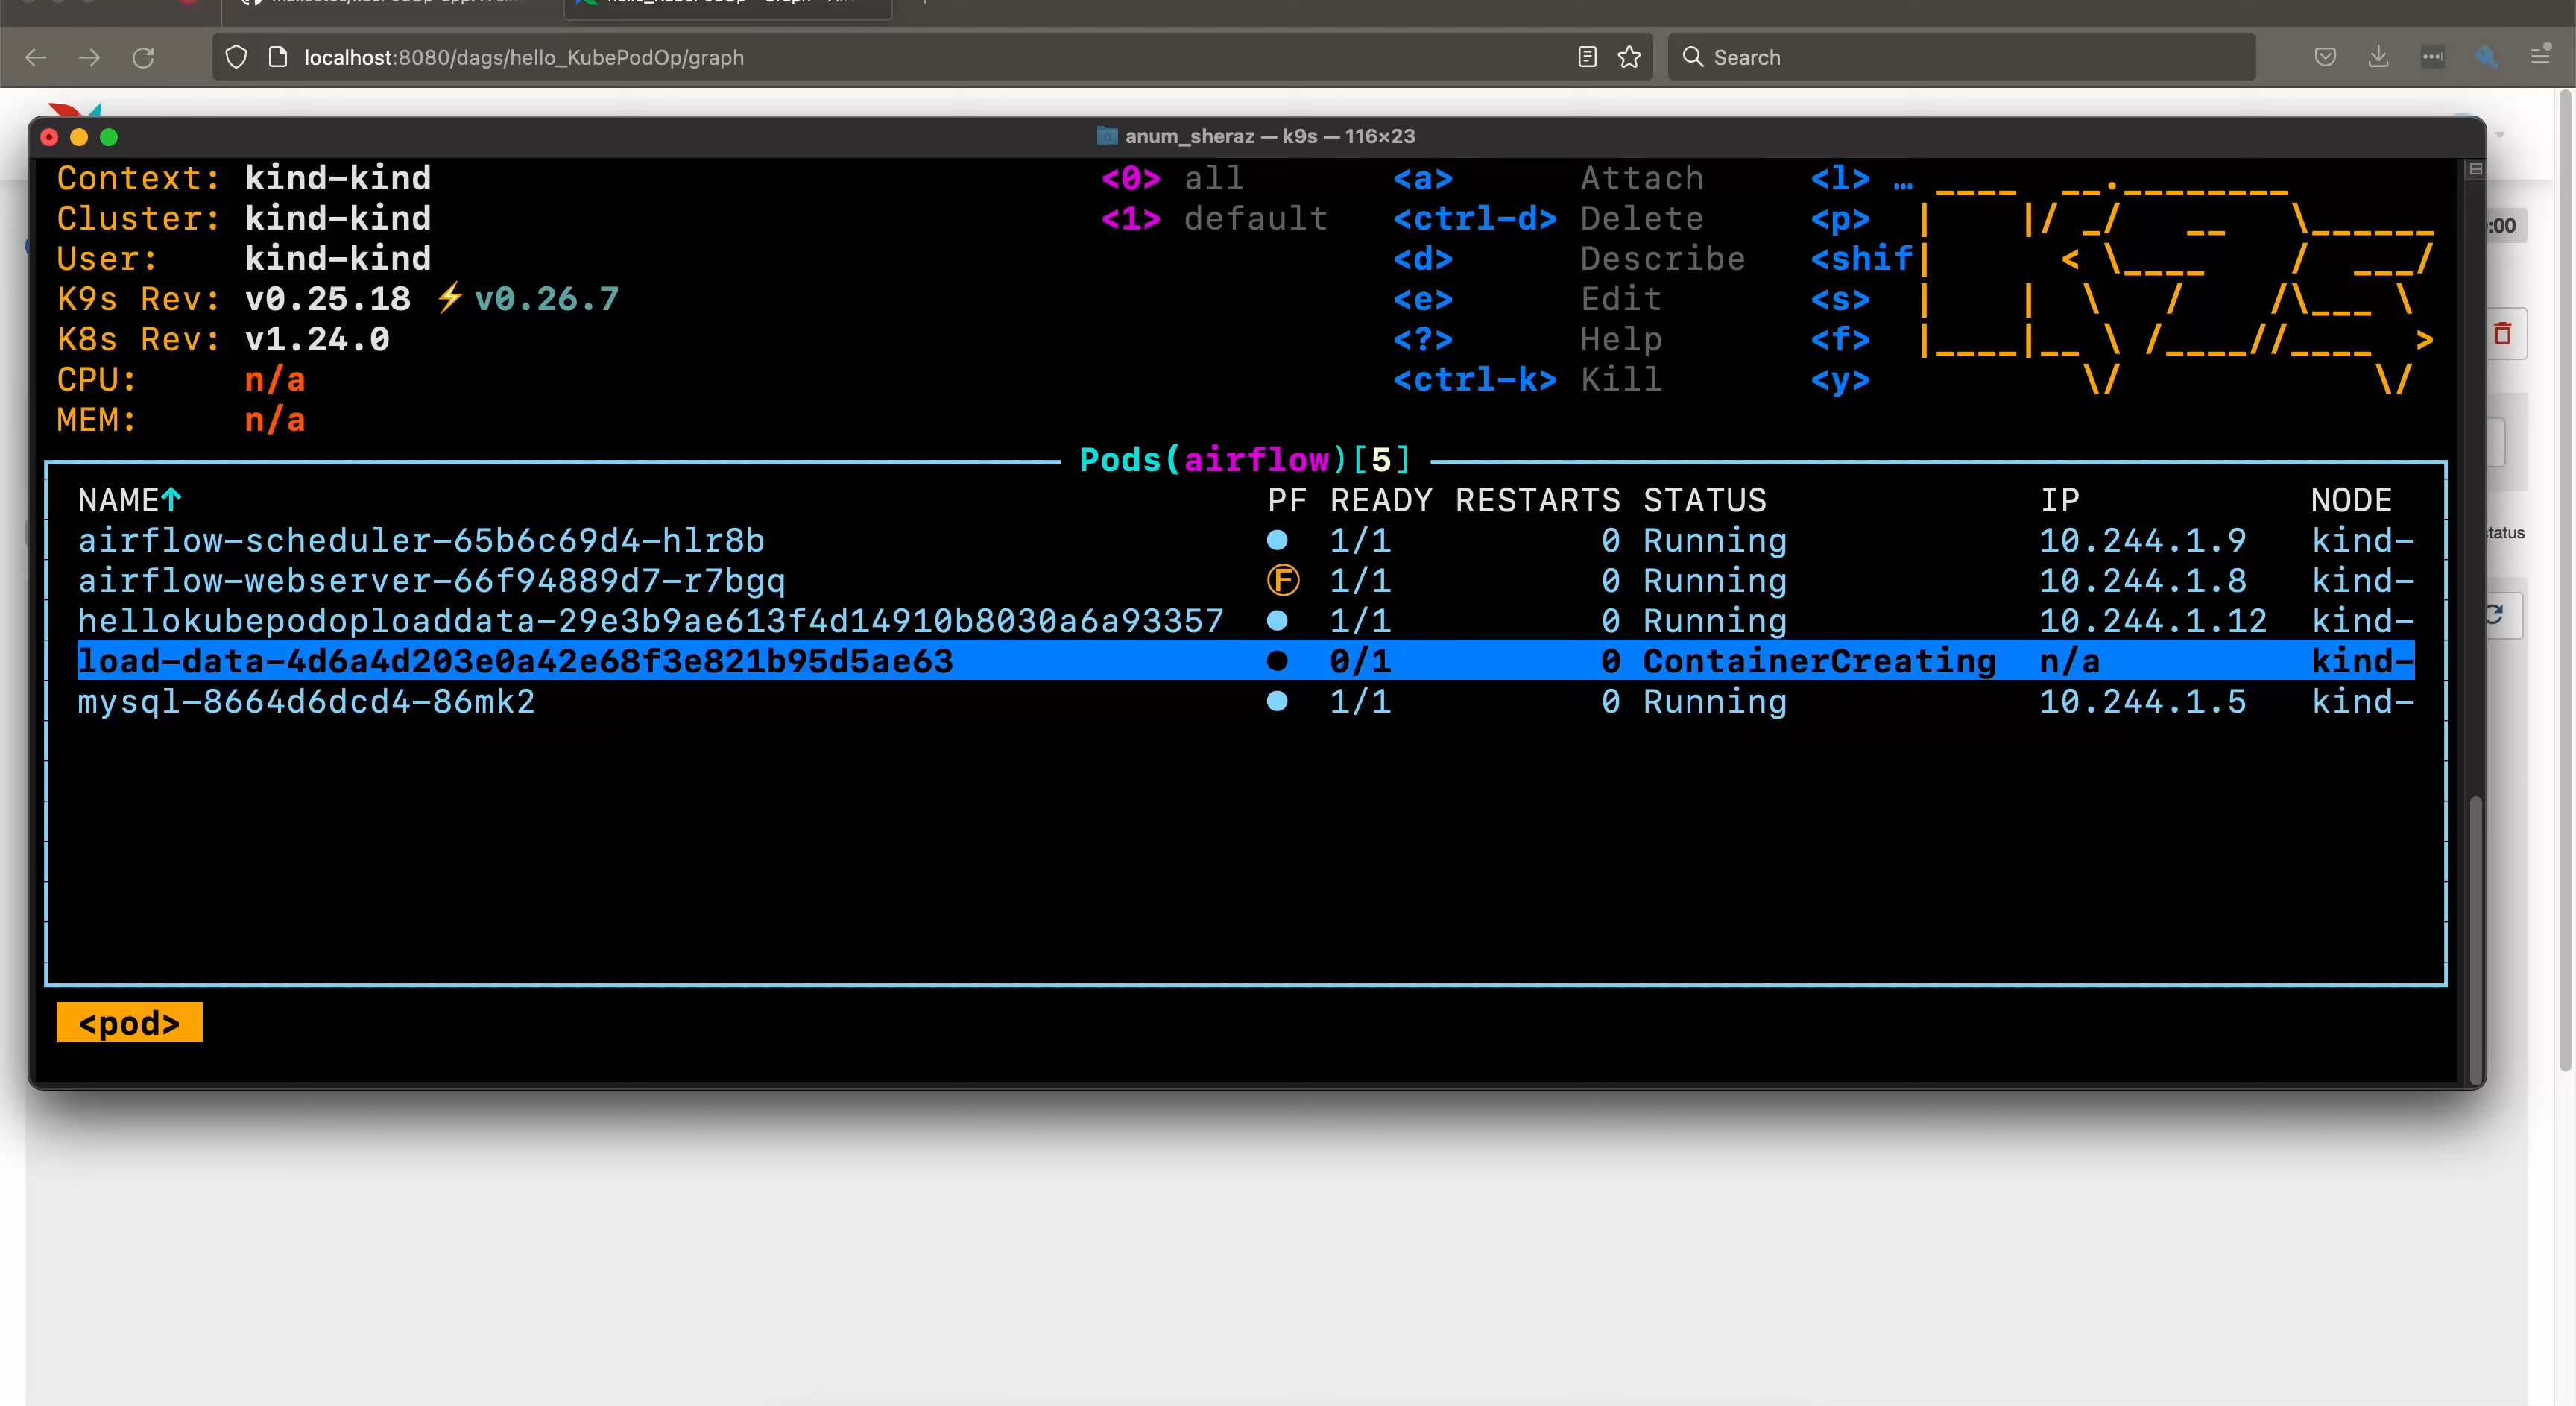 localhost:8080/dags/hello_KubePodOp/graph
Search
anum_sheraz — k9s — 116×23
Context: kind-kind <0> all <a> Attach <l> …
Cluster: kind-kind <1> default <ctrl-d> Delete <p>
User: kind-kind <d> Describe <shif
K9s Rev: v0.25.18 ⚡️v0.26.7 <e> Edit <s>
K8s Rev: v1.24.0 <?> Help <f>
CPU: n/a <ctrl-k> Kill <y>
MEM: n/a
:00
Pods(airflow)[5]
NAME↑ PF READY RESTARTS STATUS IP NODE
airflow-scheduler-65b6c69d4-hlr8b ● 1/1 0 Running 10.244.1.9 kind-
airflow-webserver-66f94889d7-r7bgq Ⓕ 1/1 0 Running 10.244.1.8 kind-
hellokubepodoploaddata-29e3b9ae613f4d14910b8030a6a93357 ● 1/1 0 Running 10.244.1.12 kind-
load-data-4d6a4d203e0a42e68f3e821b95d5ae63 ● 0/1 0 ContainerCreating n/a kind-
mysql-8664d6dcd4-86mk2 ● 1/1 0 Running 10.244.1.5 kind-
tatus
<pod>